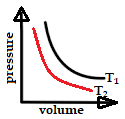 pressure
T₁
T₂
volume